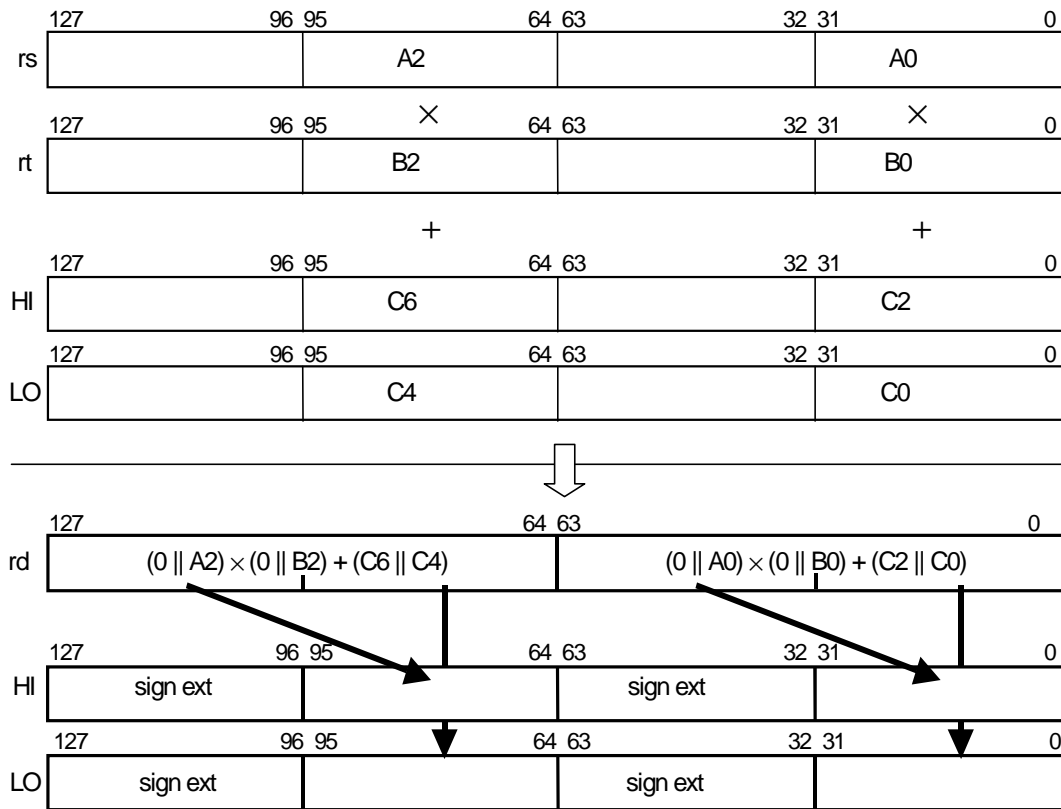 127 96 95 64 63 32 31 0
rs A2 A0
× ×
127 96 95 64 63 32 31 0
rt B2 B0
+ +
127 96 95 64 63 32 31 0
HI C6 C2
127 96 95 64 63 32 31 0
LO C4 C0
127 64 63 0
rd (0 || A2) × (0 || B2) + (C6 || C4) (0 || A0) × (0 || B0) + (C2 || C0)
127 96 95 64 63 32 31 0
HI sign ext sign ext
127 96 95 64 63 32 31 0
LO sign ext sign ext